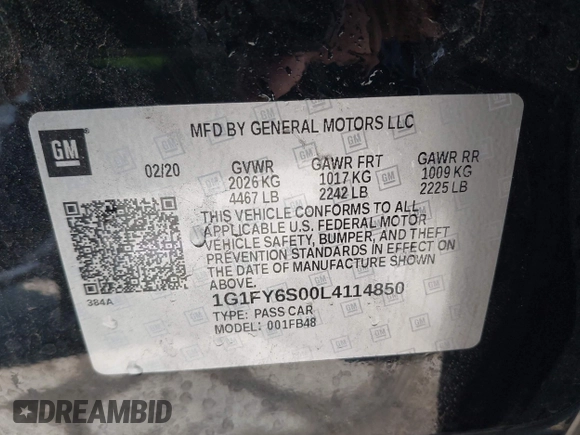 GM
MFD BY GENERAL MOTORS LLC
02/20
GVWR
2026 KG
4467 LB
GAWR FRT
1017 KG
2242 LB
GAWR RR
1009 KG
2225 LB
THIS VEHICLE CONFORMS TO ALL
APPLICABLE U.S. FEDERAL MOTOR
VEHICLE SAFETY, BUMPER, AND THEFT
PREVENTION STANDARDS IN EFFECT ON
THE DATE OF MANUFACTURE SHOWN
ABOVE.
384A
1G1FY6S00L4114850
TYPE: PASS CAR
MODEL: 001FB48
DREAMBID